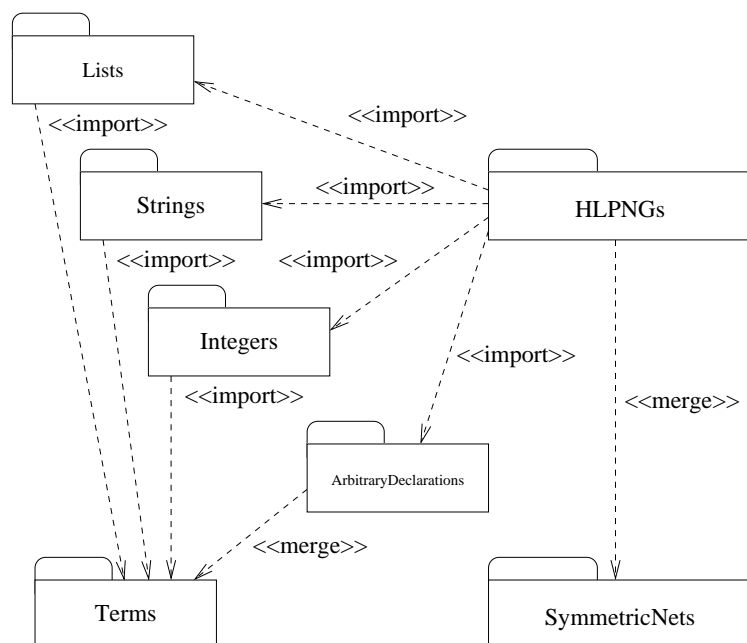 Lists
<<import>>
<<import>>
Strings
<<import>>
HLPNGs
<<import>>
<<import>>
Integers
<<import>>
<<import>>
<<merge>>
ArbitraryDeclarations
<<merge>>
Terms
SymmetricNets